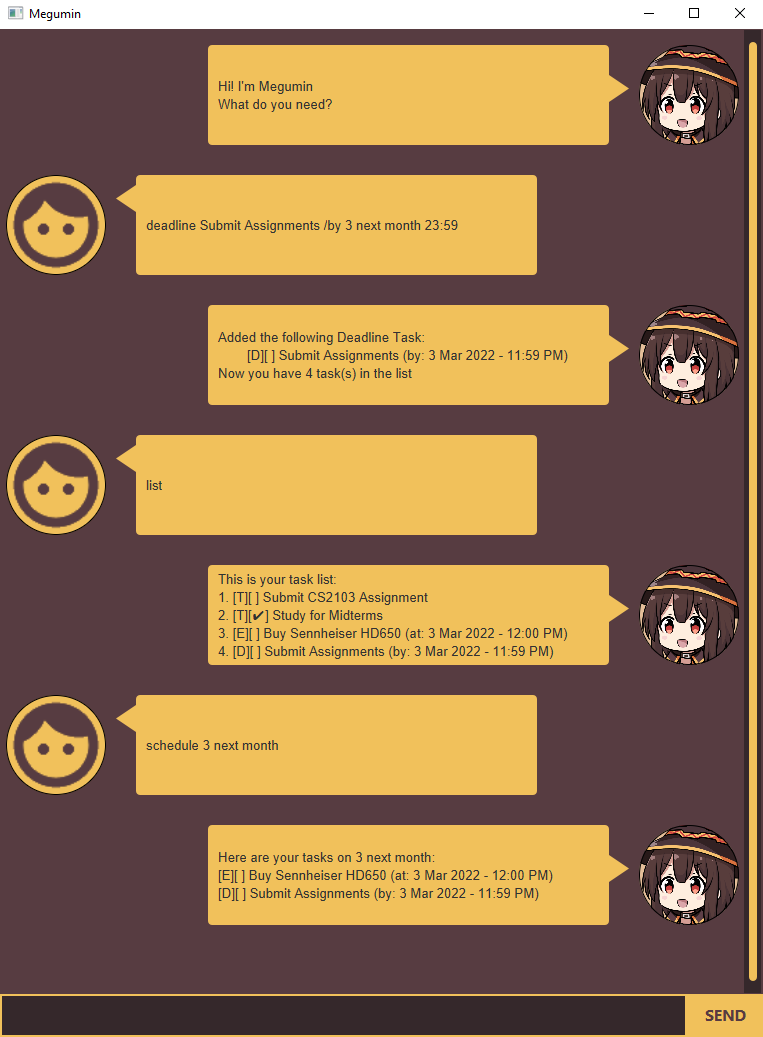 Megumin
Hi! I'm Megumin
What do you need?
deadline Submit Assignments /by 3 next month 23:59
Added the following Deadline Task:
[D][ ] Submit Assignments (by: 3 Mar 2022 - 11:59 PM)
Now you have 4 task(s) in the list
list
This is your task list:
1. [T][ ] Submit CS2103 Assignment
2. [T][✔] Study for Midterms
3. [E][ ] Buy Sennheiser HD650 (at: 3 Mar 2022 - 12:00 PM)
4. [D][ ] Submit Assignments (by: 3 Mar 2022 - 11:59 PM)
schedule 3 next month
Here are your tasks on 3 next month:
[E][ ] Buy Sennheiser HD650 (at: 3 Mar 2022 - 12:00 PM)
[D][ ] Submit Assignments (by: 3 Mar 2022 - 11:59 PM)
SEND